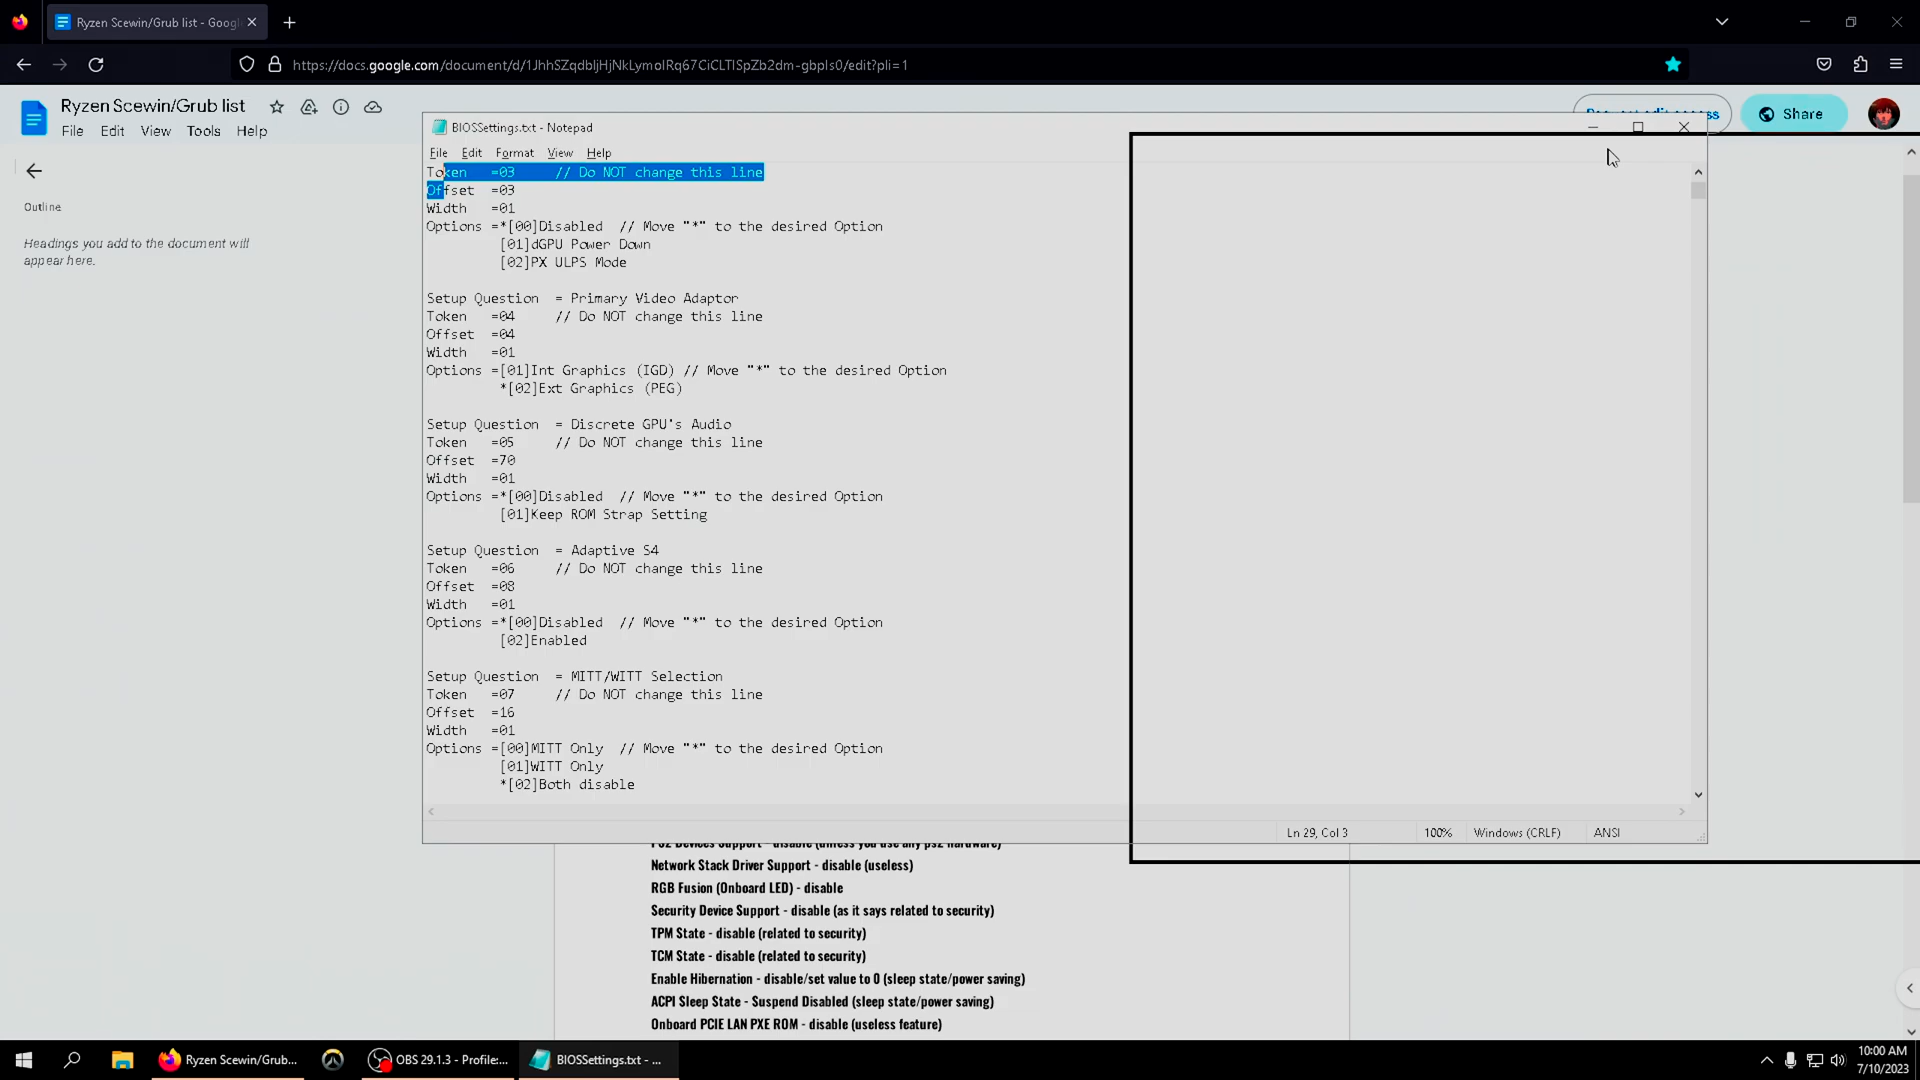 Ryzen Scewin/Grub list - Googl
https://docs.google.com/document/d/1JhhSZqdbljHjNkLymolRq67CiCLTlSpZb2dm-gbpIs0/edit?pli=1
Ryzen Scewin/Grub list
File Edit View Tools Help
Share
Outline
Headings you add to the document will
appear here.
BIOSSettings.txt - Notepad
File Edit Format View Help
Token =03 // Do NOT change this line
Offset =03
Width =01
Options =*[00]Disabled // Move "*" to the desired Option
[01]dGPU Power Down
[02]PX ULPS Mode
Setup Question = Primary Video Adaptor
Token =04 // Do NOT change this line
Offset =04
Width =01
Options =[01]Int Graphics (IGD) // Move "*" to the desired Option
*[02]Ext Graphics (PEG)
Setup Question = Discrete GPU's Audio
Token =05 // Do NOT change this line
Offset =70
Width =01
Options =*[00]Disabled // Move "*" to the desired Option
[01]Keep ROM Strap Setting
Setup Question = Adaptive S4
Token =06 // Do NOT change this line
Offset =08
Width =01
Options =*[00]Disabled // Move "*" to the desired Option
[02]Enabled
Setup Question = MITT/WITT Selection
Token =07 // Do NOT change this line
Offset =16
Width =01
Options =[00]MITT Only // Move "*" to the desired Option
[01]WITT Only
*[02]Both disable
Ln 29, Col 3 100% Windows (CRLF) ANSI
PS2 Devices Support - disable (unless you use any ps2 hardware)
Network Stack Driver Support - disable (useless)
RGB Fusion (Onboard LED) - disable
Security Device Support - disable (as it says related to security)
TPM State - disable (related to security)
TCM State - disable (related to security)
Enable Hibernation - disable/set value to 0 (sleep state/power saving)
ACPI Sleep State - Suspend Disabled (sleep state/power saving)
Onboard PCIE LAN PXE ROM - disable (useless feature)
Ryzen Scewin/Grub... OBS 29.1.3 - Profile:... BIOSSettings.txt - ...
10:00 AM
7/10/2023